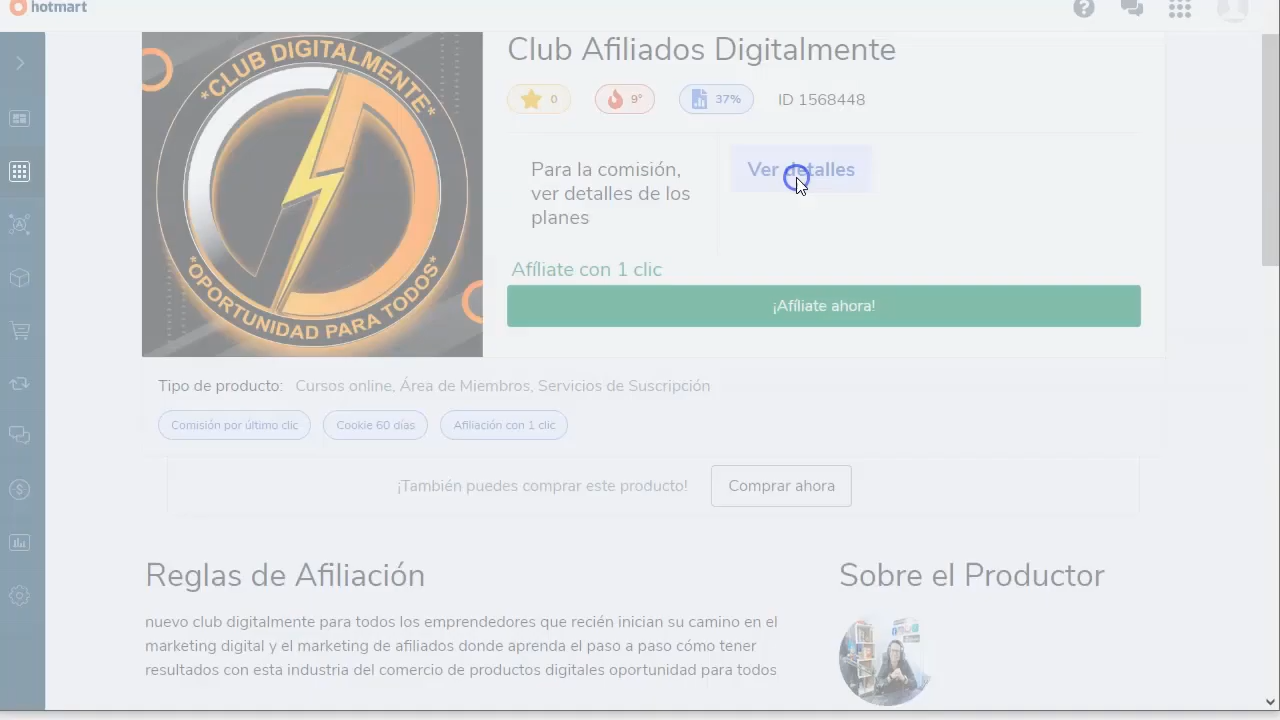 hotmart
*CLUB DIGITALMENTE*
*OPORTUNIDAD PARA TODOS*
Club Afiliados Digitalmente
0
9°
37%
ID 1568448
Para la comisión,
ver detalles de los
planes
Ver detalles
Afíliate con 1 clic
¡Afíliate ahora!
Tipo de producto: Cursos online, Área de Miembros, Servicios de Suscripción
Comisión por último clic
Cookie 60 días
Afiliación con 1 clic
¡También puedes comprar este producto!
Comprar ahora
Reglas de Afiliación
nuevo club digitalmente para todos los emprendedores que recién inician su camino en el
marketing digital y el marketing de afiliados donde aprenda el paso a paso cómo tener
resultados con esta industria del comercio de productos digitales oportunidad para todos
Sobre el Productor